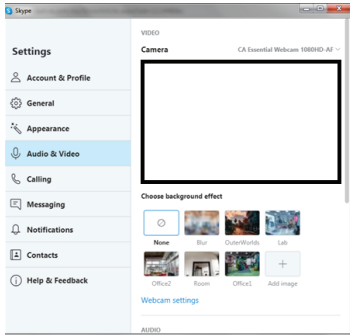 Skype
Settings
Account & Profile
General
Appearance
Audio & Video
Calling
Messaging
Notifications
Contacts
Help & Feedback
VIDEO
Camera CA Essential Webcam 1080HD-AF
Choose background effect
None Blur OuterWorlds Lab
Office2 Room Office1 Add image
Webcam settings
AUDIO